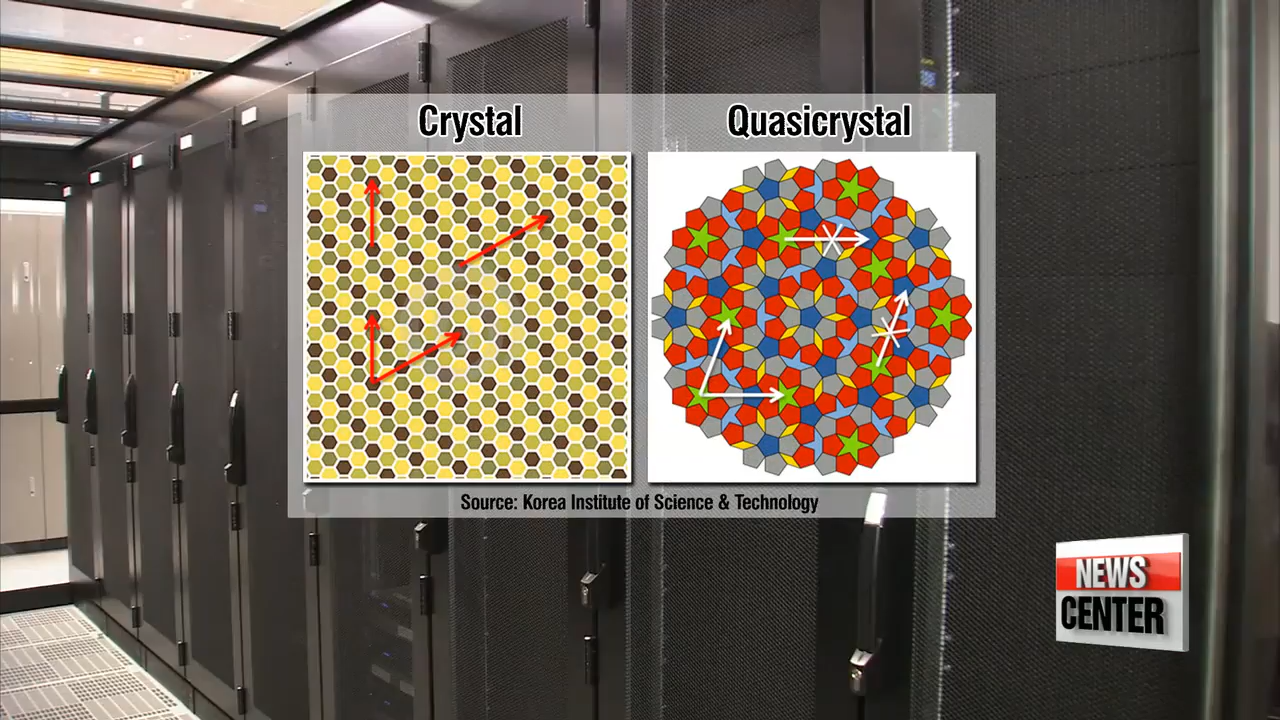 Crystal
Quasicrystal
Source: Korea Institute of Science & Technology
NEWS
CENTER